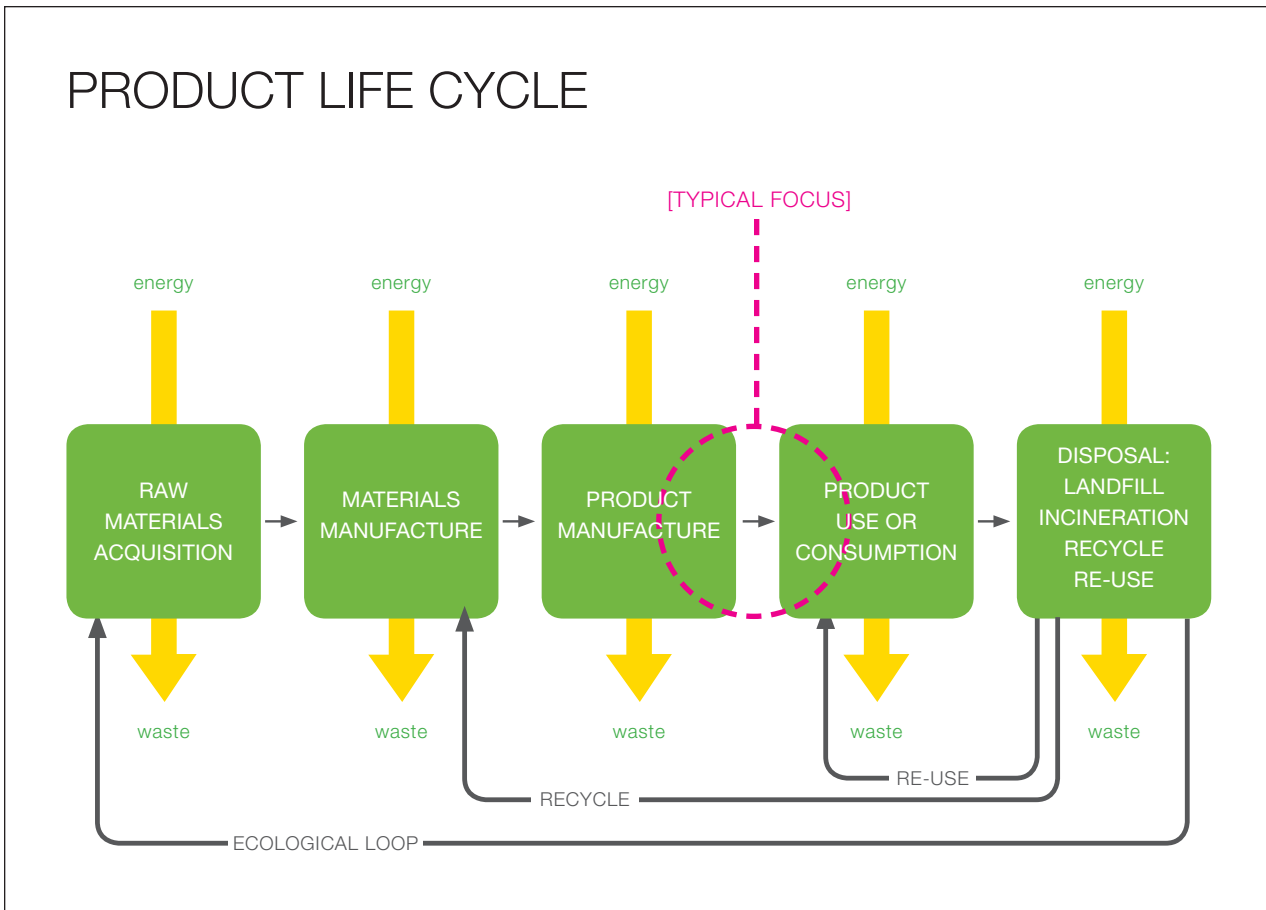 PRODUCT LIFE CYCLE
[TYPICAL FOCUS]
energy
energy
energy
energy
energy
RAW
MATERIALS
ACQUISITION
MATERIALS
MANUFACTURE
PRODUCT
MANUFACTURE
PRODUCT
USE OR
CONSUMPTION
DISPOSAL:
LANDFILL
INCINERATION
RECYCLE
RE-USE
waste
waste
waste
waste
waste
RE-USE
RECYCLE
ECOLOGICAL LOOP